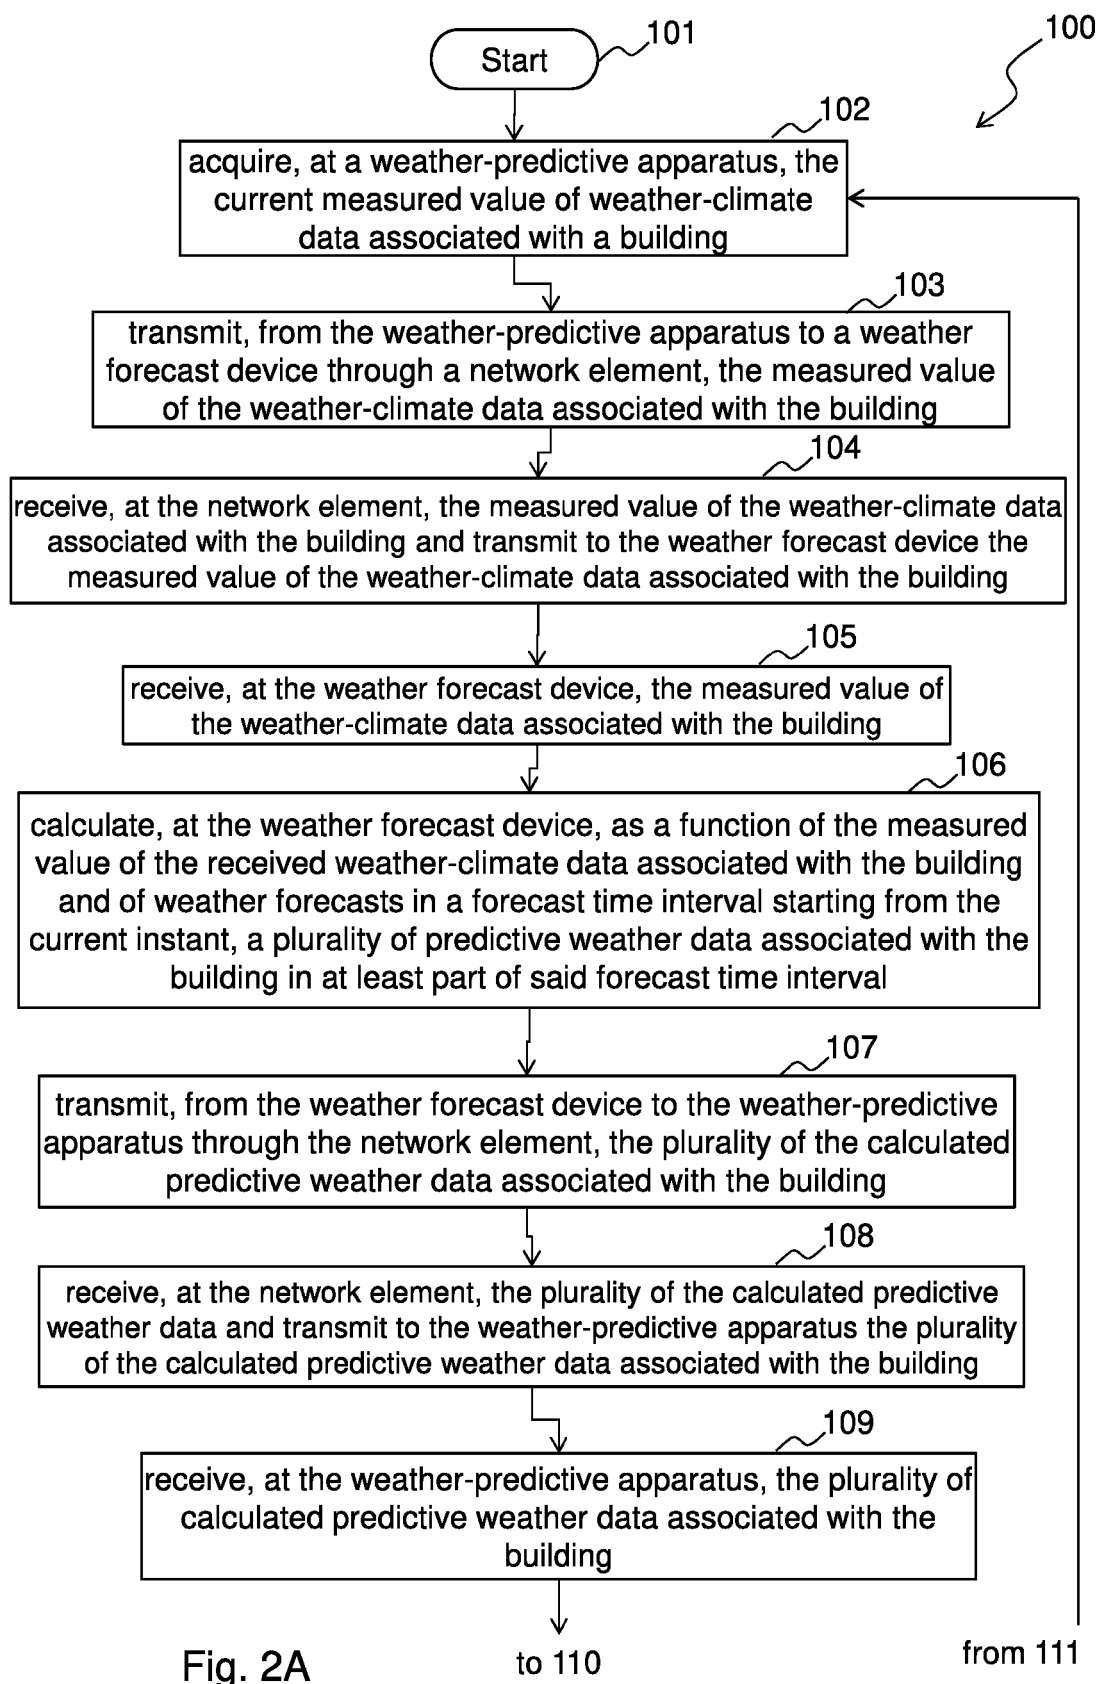 100
101
Start
102
acquire, at a weather-predictive apparatus, the
current measured value of weather-climate
data associated with a building
103
transmit, from the weather-predictive apparatus to a weather
forecast device through a network element, the measured value
of the weather-climate data associated with the building
104
receive, at the network element, the measured value of the weather-climate data
associated with the building and transmit to the weather forecast device the
measured value of the weather-climate data associated with the building
105
receive, at the weather forecast device, the measured value of
the weather-climate data associated with the building
106
calculate, at the weather forecast device, as a function of the measured
value of the received weather-climate data associated with the building
and of weather forecasts in a forecast time interval starting from the
current instant, a plurality of predictive weather data associated with the
building in at least part of said forecast time interval
107
transmit, from the weather forecast device to the weather-predictive
apparatus through the network element, the plurality of the calculated
predictive weather data associated with the building
108
receive, at the network element, the plurality of the calculated predictive
weather data and transmit to the weather-predictive apparatus the plurality
of the calculated predictive weather data associated with the building
109
receive, at the weather-predictive apparatus, the plurality of
calculated predictive weather data associated with the
building
Fig. 2A
to 110
from 111